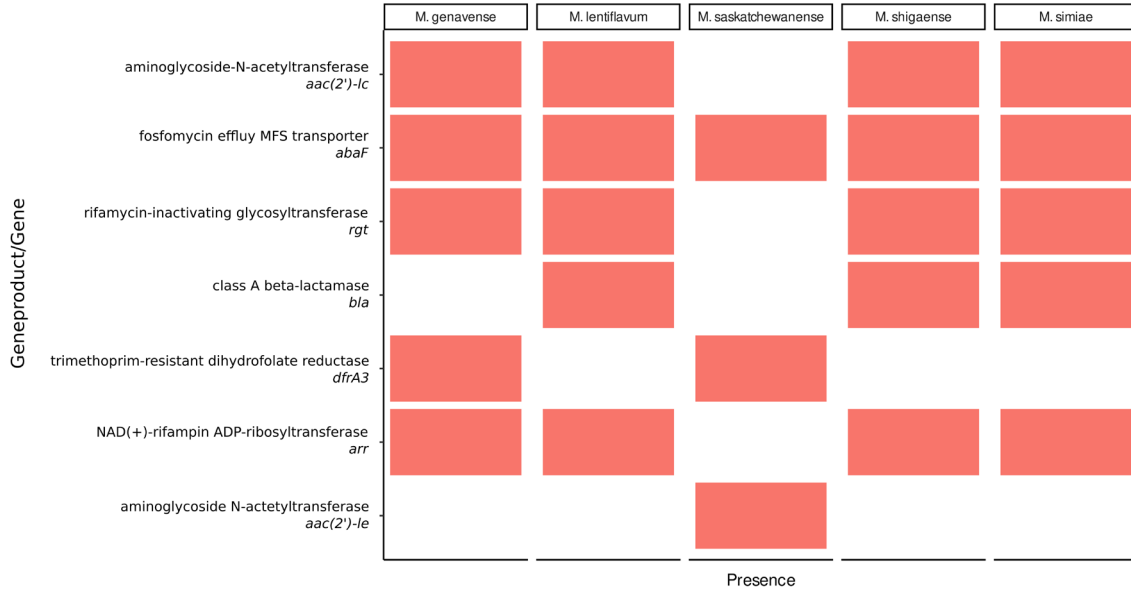 M. genavense
M. lentiflavum
M. saskatchewanense
M. shigaense
M. simiae
Geneproduct/Gene
aminoglycoside-N-acetyltransferase
aac(2')-lc
fosfomycin effluy MFS transporter
abaF
rifamycin-inactivating glycosyltransferase
rgt
class A beta-lactamase
bla
trimethoprim-resistant dihydrofolate reductase
dfrA3
NAD(+)-rifampin ADP-ribosyltransferase
arr
aminoglycoside N-actetyltransferase
aac(2')-le
Presence